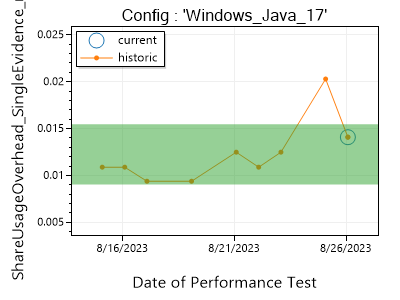 Config : 'Windows_Java_17'
ShareUsageOverhead_SingleEvidence_
current
historic
0.025
0.02
0.015
0.01
0.005
8/16/2023
8/21/2023
8/26/2023
Date of Performance Test